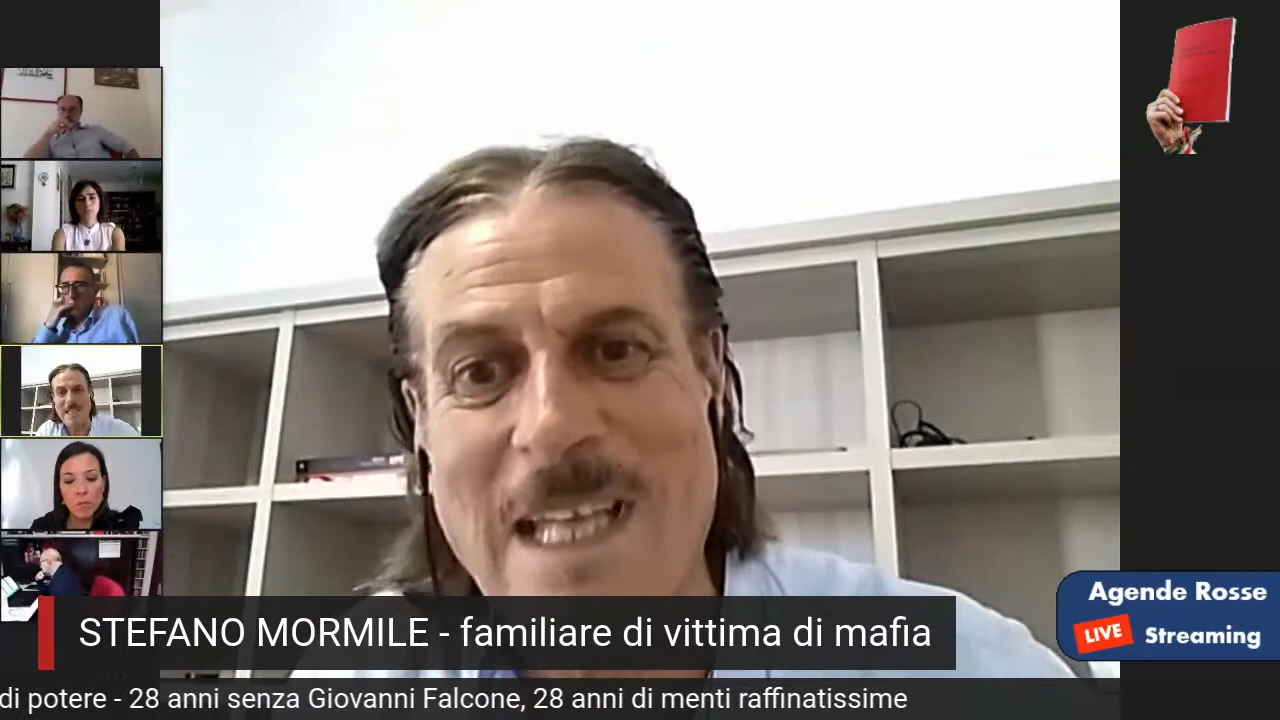 STEFANO MORMILE - familiare di vittima di mafia
di potere - 28 anni senza Giovanni Falcone, 28 anni di menti raffinatissime
Agende Rosse
LIVE
Streaming